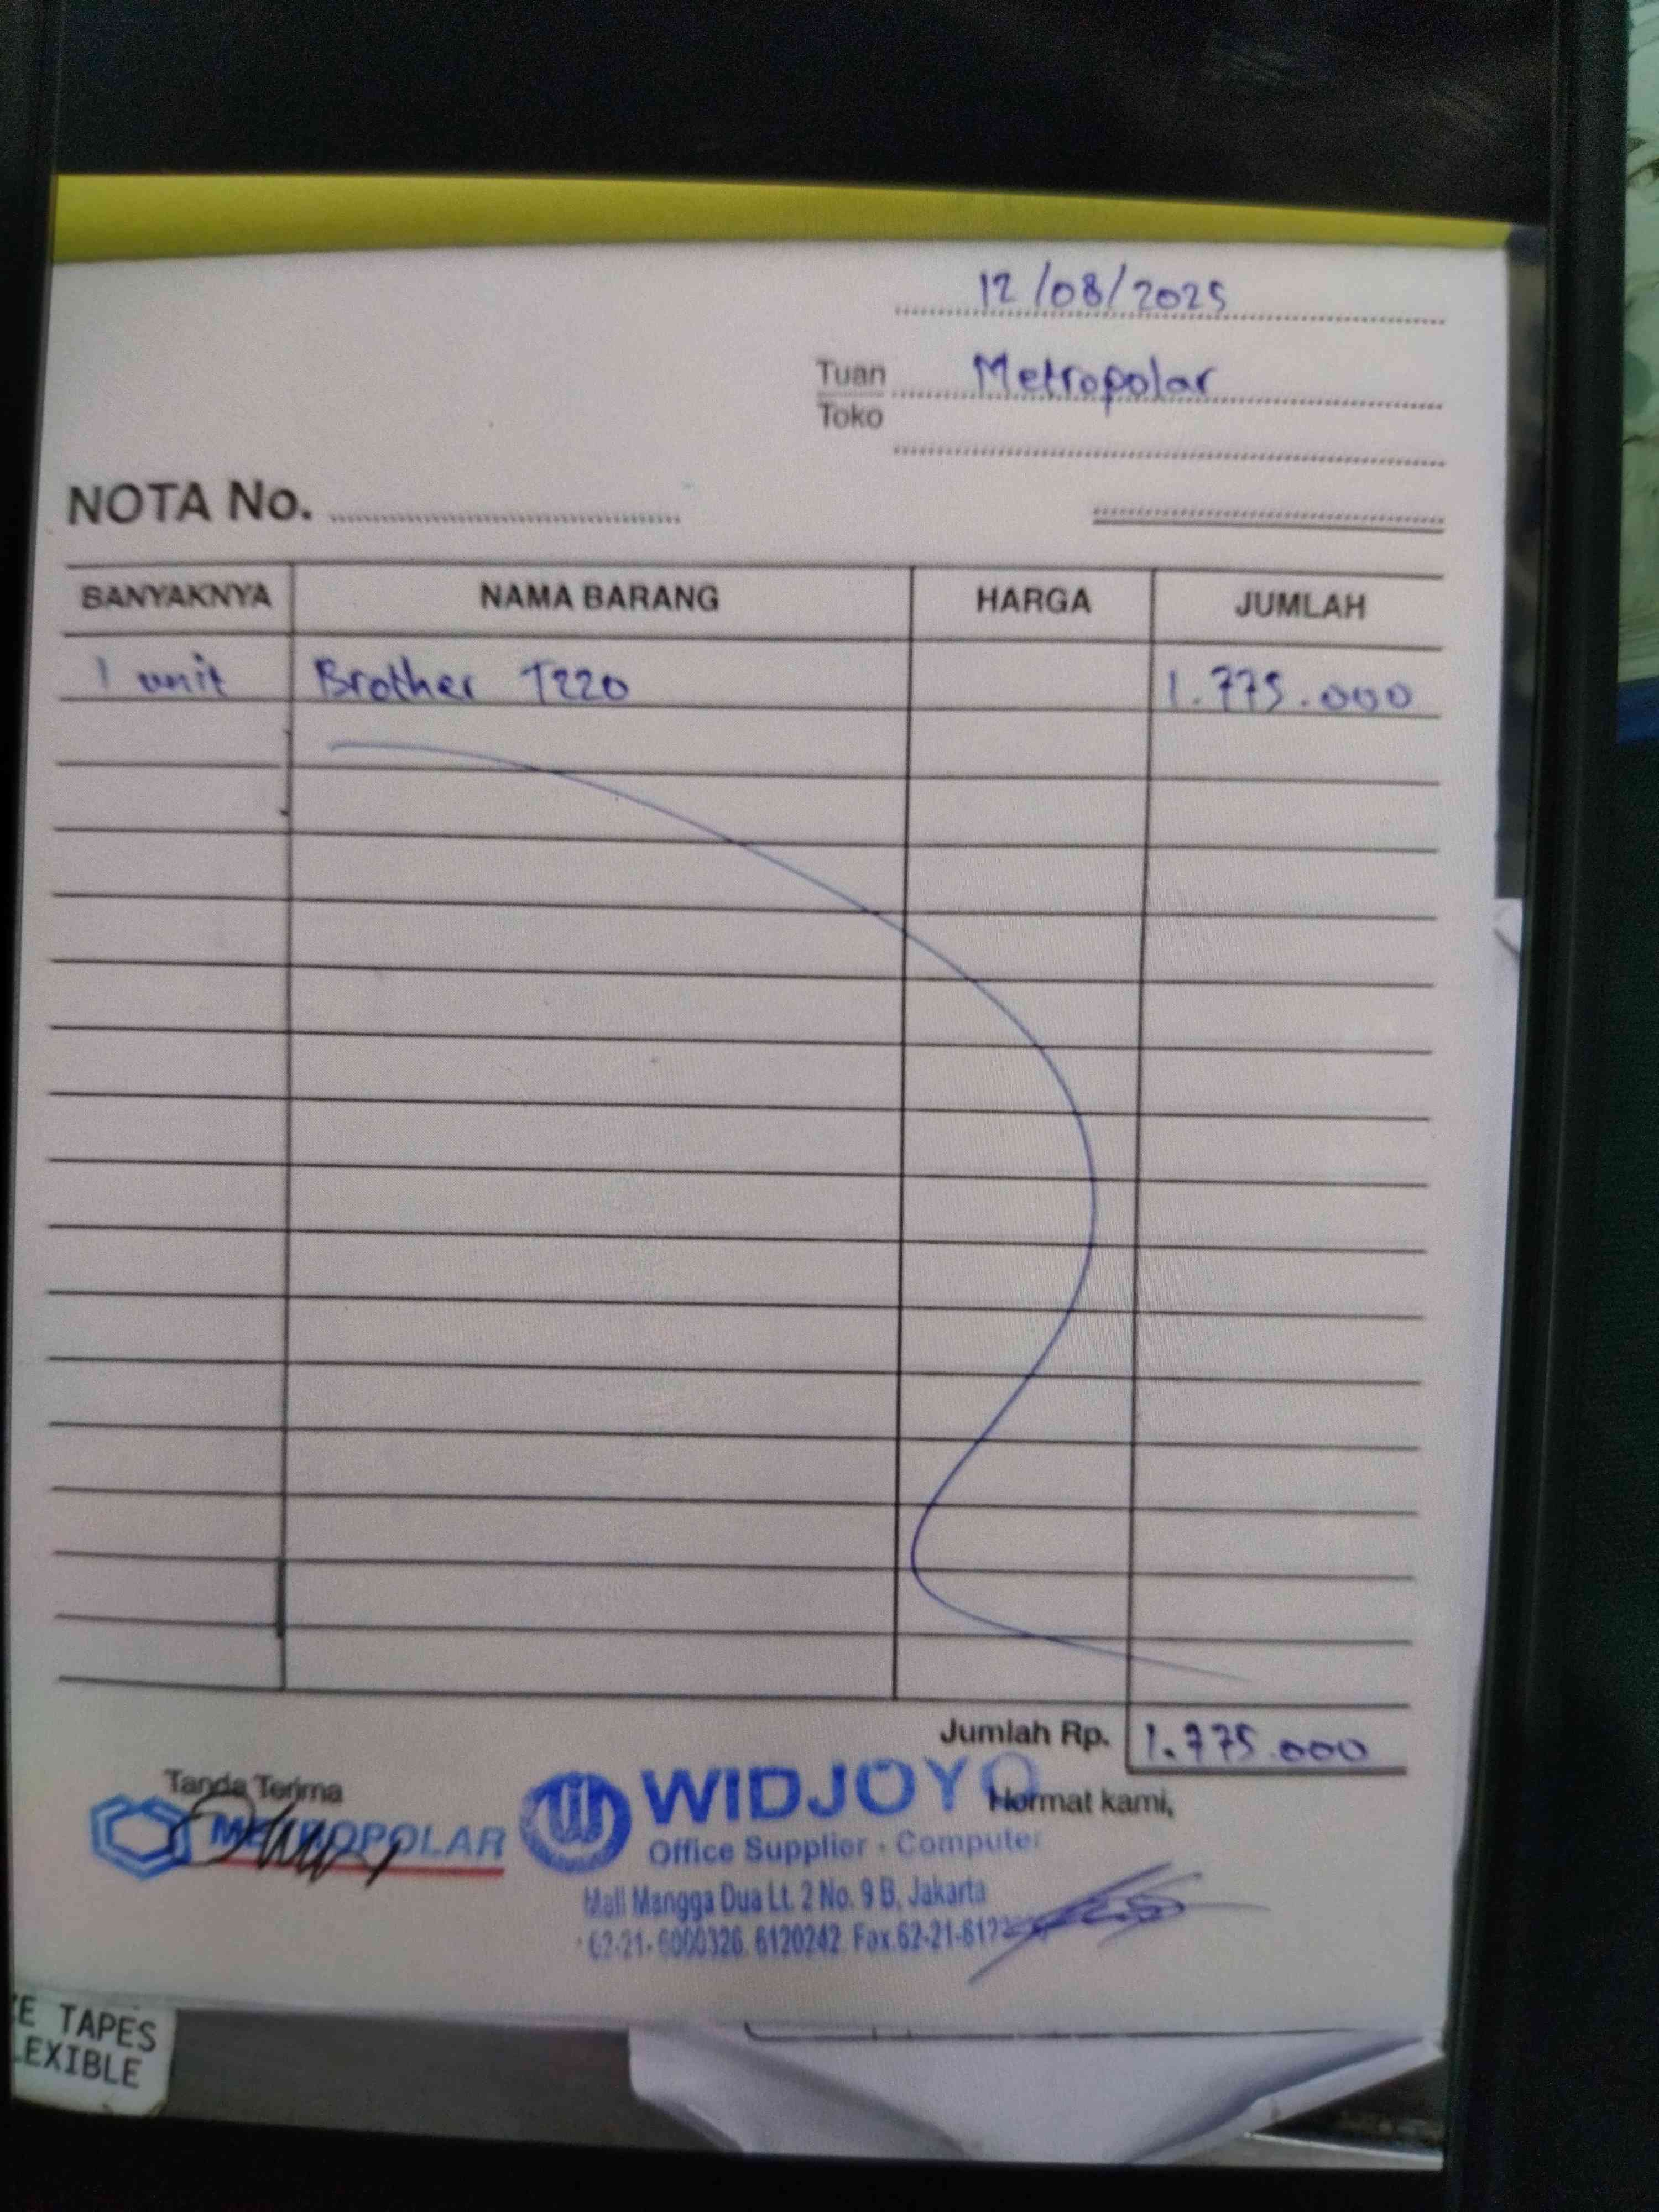 12/08/2025
Tuan Metropolar
Toko
NOTA No.
BANYAKNYA NAMA BARANG HARGA JUMLAH
1 unit Brother T220 1.775.000
Jumlah Rp. 1.775.000
Tanda Terima
METROPOLAR
WIDJOYO
Hormat kami,
Office Supplier - Computer
Mall Mangga Dua Lt. 2 No. 9 B, Jakarta
62-21-6000326, 6120242 Fax.62-21-612
E TAPES
LEXIBLE